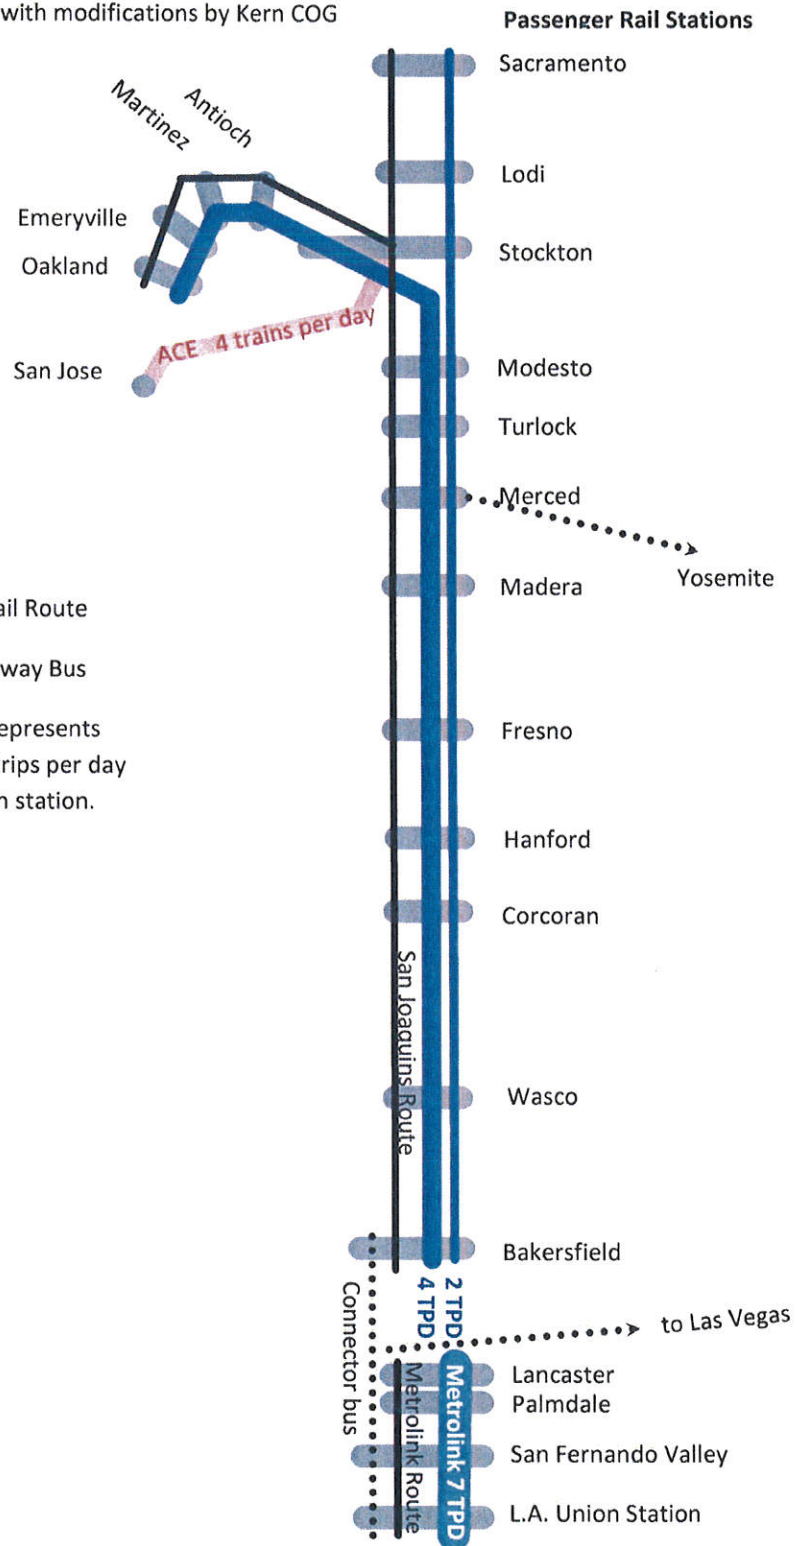 with modifications by Kern COG
Passenger Rail Stations
Sacramento
Martinez
Antioch
Lodi
Emeryville
Stockton
Oakland
ACE 4 trains per day
San Jose
Modesto
Turlock
Merced
Yosemite
Madera
ail Route
way Bus
epresents
rips per day
n station.
Fresno
Hanford
Corcoran
San Joaquins Route
Wasco
Bakersfield
Connector bus
4 TPD
2 TPD
to Las Vegas
Lancaster
Palmdale
Metrolink Route
Metrolink 7 TPD
San Fernando Valley
L.A. Union Station